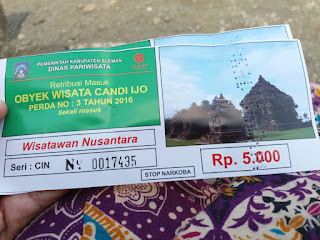 PEMERINTAH KABUPATEN SLEMAN
DINAS PARIWISATA
Retribusi Masuk
OBYEK WISATA CANDI IJO
PERDA NO : 3 TAHUN 2016
Sekali masuk
Wisatawan Nusantara
Seri : CIN Nº 0017435
STOP NARKOBA
Rp. 5.000